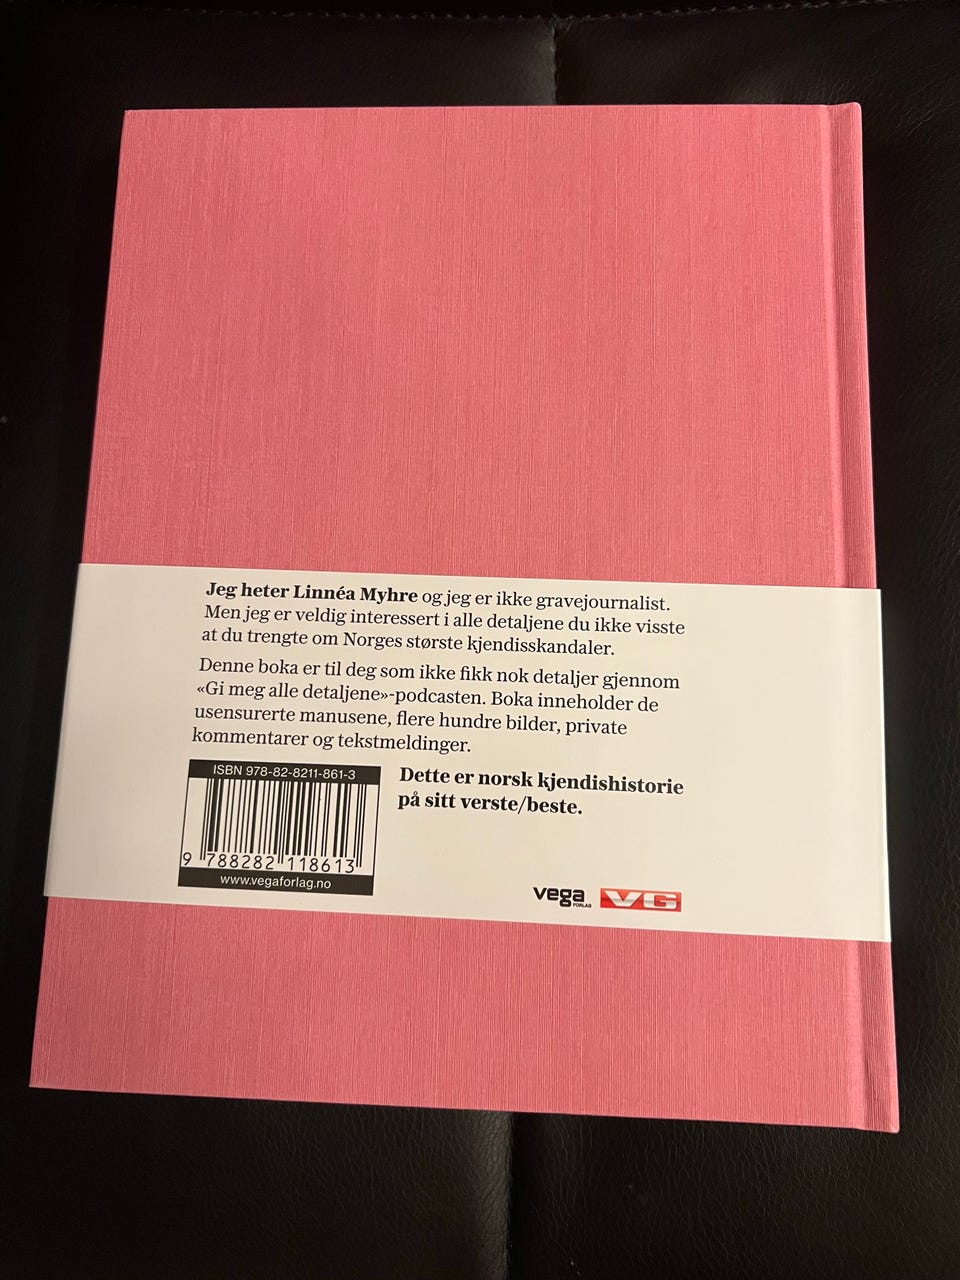 Jeg heter Linnéa Myhre og jeg er ikke gravejournalist.
Men jeg er veldig interessert i alle detaljene du ikke visste
at du trengte om Norges største kjendisskandaler.
Denne boka er til deg som ikke fikk nok detaljer gjennom
«Gi meg alle detaljene»-podcasten. Boka inneholder de
usensurerte manusene, flere hundre bilder, private
kommentarer og tekstmeldinger.
ISBN 978-82-8211-861-3
9 788282 118613
www.vegaforlag.no
Dette er norsk kjendishistorie
på sitt verste/beste.
vega FORLAG VG